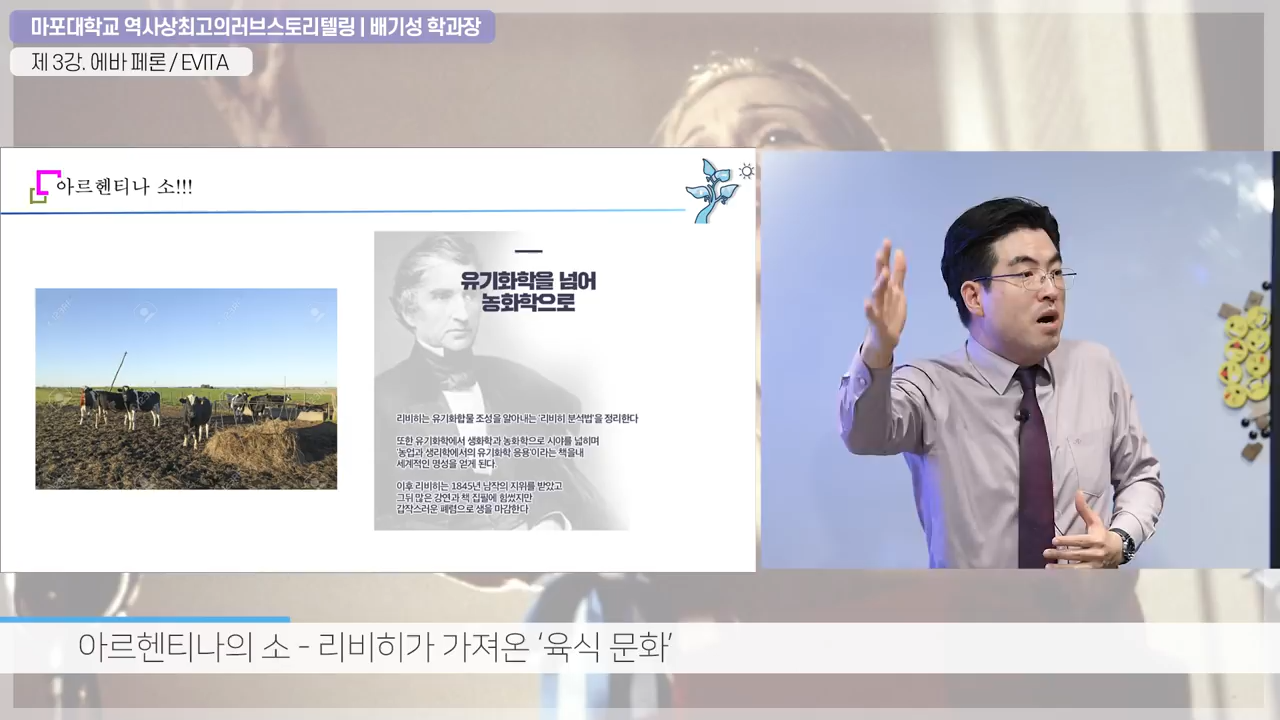 마포대학교 역사상최고의러브스토리텔링 | 배기성 학과장
제 3강. 에바 페론 / EVITA
아르헨티나 소!!!
유기화학을 넘어
농화학으로
리비히는 유기화합물 조성을 알아내는 '리비히 분석법'을 정리한다
또한 유기화학에서 생화학과 농화학으로 시야를 넓히며
'농업과 생리학에서의 유기화학 응용'이라는 책을내
세계적인 명성을 얻게 된다
이후 리비히는 1845년 남작의 지위를 받았고
그뒤 많은 강연과 책 집필에 힘썼지만
갑작스러운 폐렴으로 생을 마감한다
아르헨티나의 소 - 리비히가 가져온 ‘육식 문화’